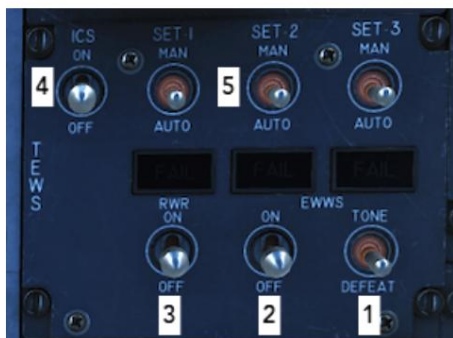 ICS SET-1 SET-2 SET-3
ON MAN MAN MAN
4 5
OFF AUTO AUTO AUTO
TEWS
FAIL FAIL FAIL
RWR EWWS
ON ON TONE
OFF OFF DEFEAT
3 2 1